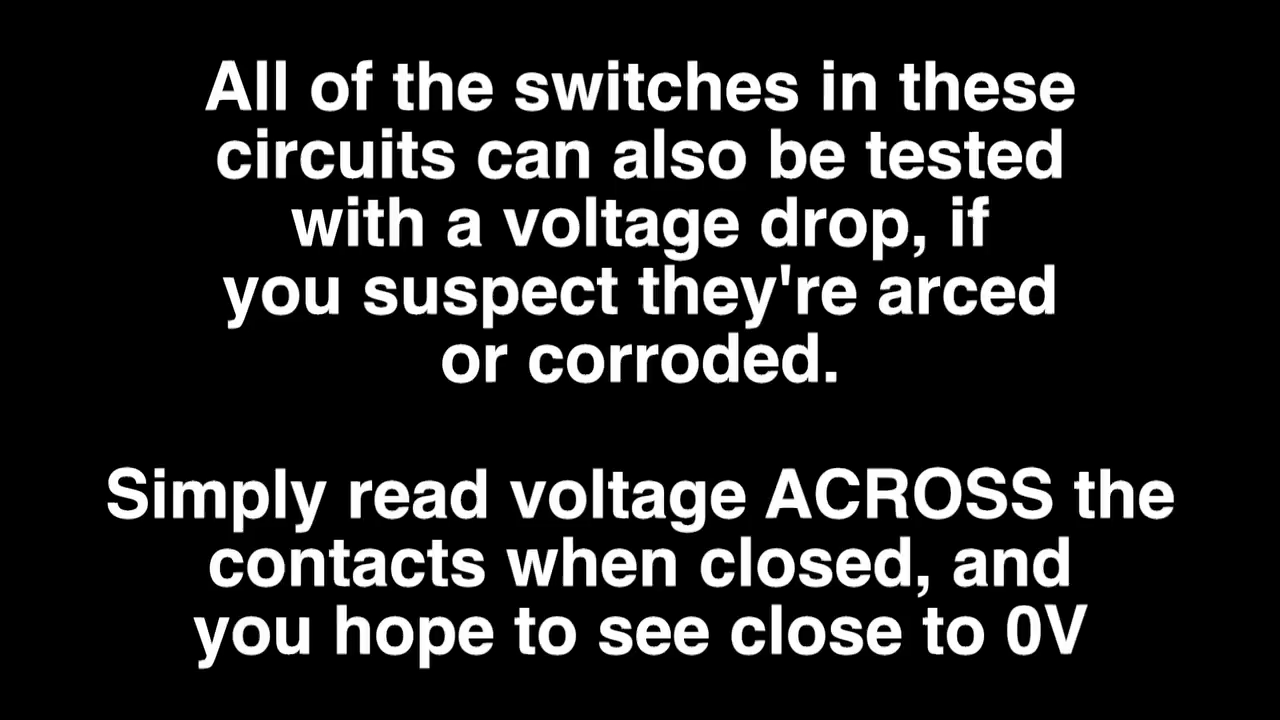 All of the switches in these
circuits can also be tested
with a voltage drop, if
you suspect they're arced
or corroded.
Simply read voltage ACROSS the
contacts when closed, and
you hope to see close to 0V